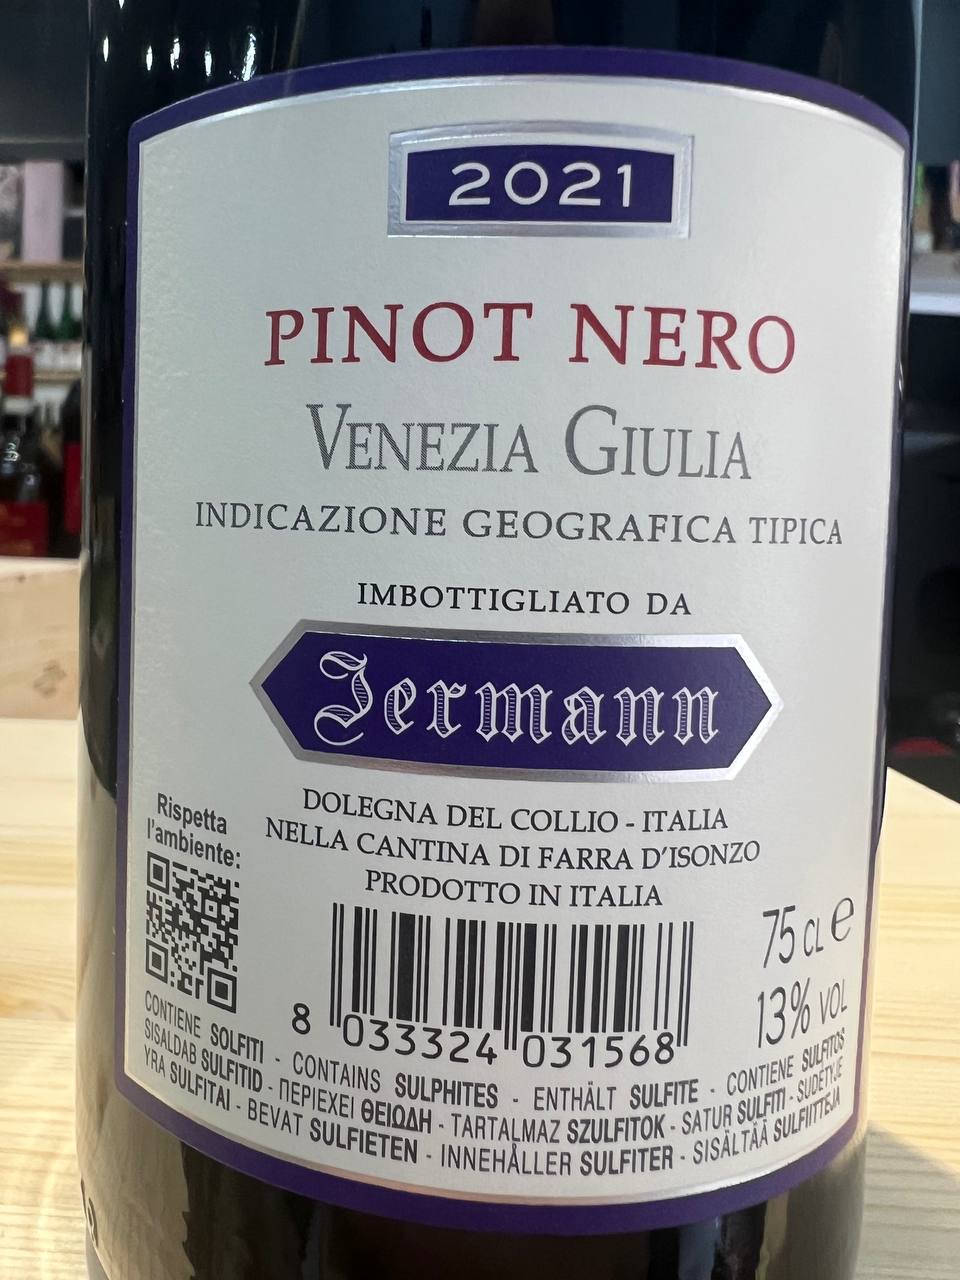 2021
PINOT NERO
VENEZIA GIULIA
INDICAZIONE GEOGRAFICA TIPICA
IMBOTTIGLIATO DA
Jermann
DOLEGNA DEL COLLIO - ITALIA
NELLA CANTINA DI FARRA D'ISONZO
PRODOTTO IN ITALIA
Rispetta
l'ambiente:
75 CL e
13% VOL
8 033324 031568
CONTIENE SOLFITI - CONTAINS SULPHITES - ENTHÄLT SULFITE - CONTIENE SULFITOS
SISALDAB SULFITID - ΠΕΡΙΕΧΕΙ ΘΕΙΩΔΗ - TARTALMAZ SZULFITOK - SATUR SULFITI - SUDETYJE
YRA SULFITAI - BEVAT SULFIETEN - INNEHÅLLER SULFITER - SISÄLTÄÄ SULFIITTEJA